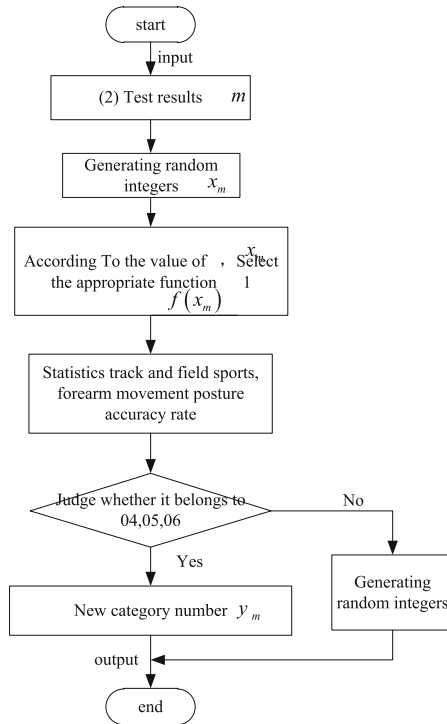 start
input
(2) Test results m
Generating random
integers x_m
According To the value of , x_m Select
the appropriate function 1
f(x_m)
Statistics track and field sports,
forearm movement posture
accuracy rate
Judge whether it belongs to
04,05,06
No
Yes
Generating
random integers
New category number y_m
output
end